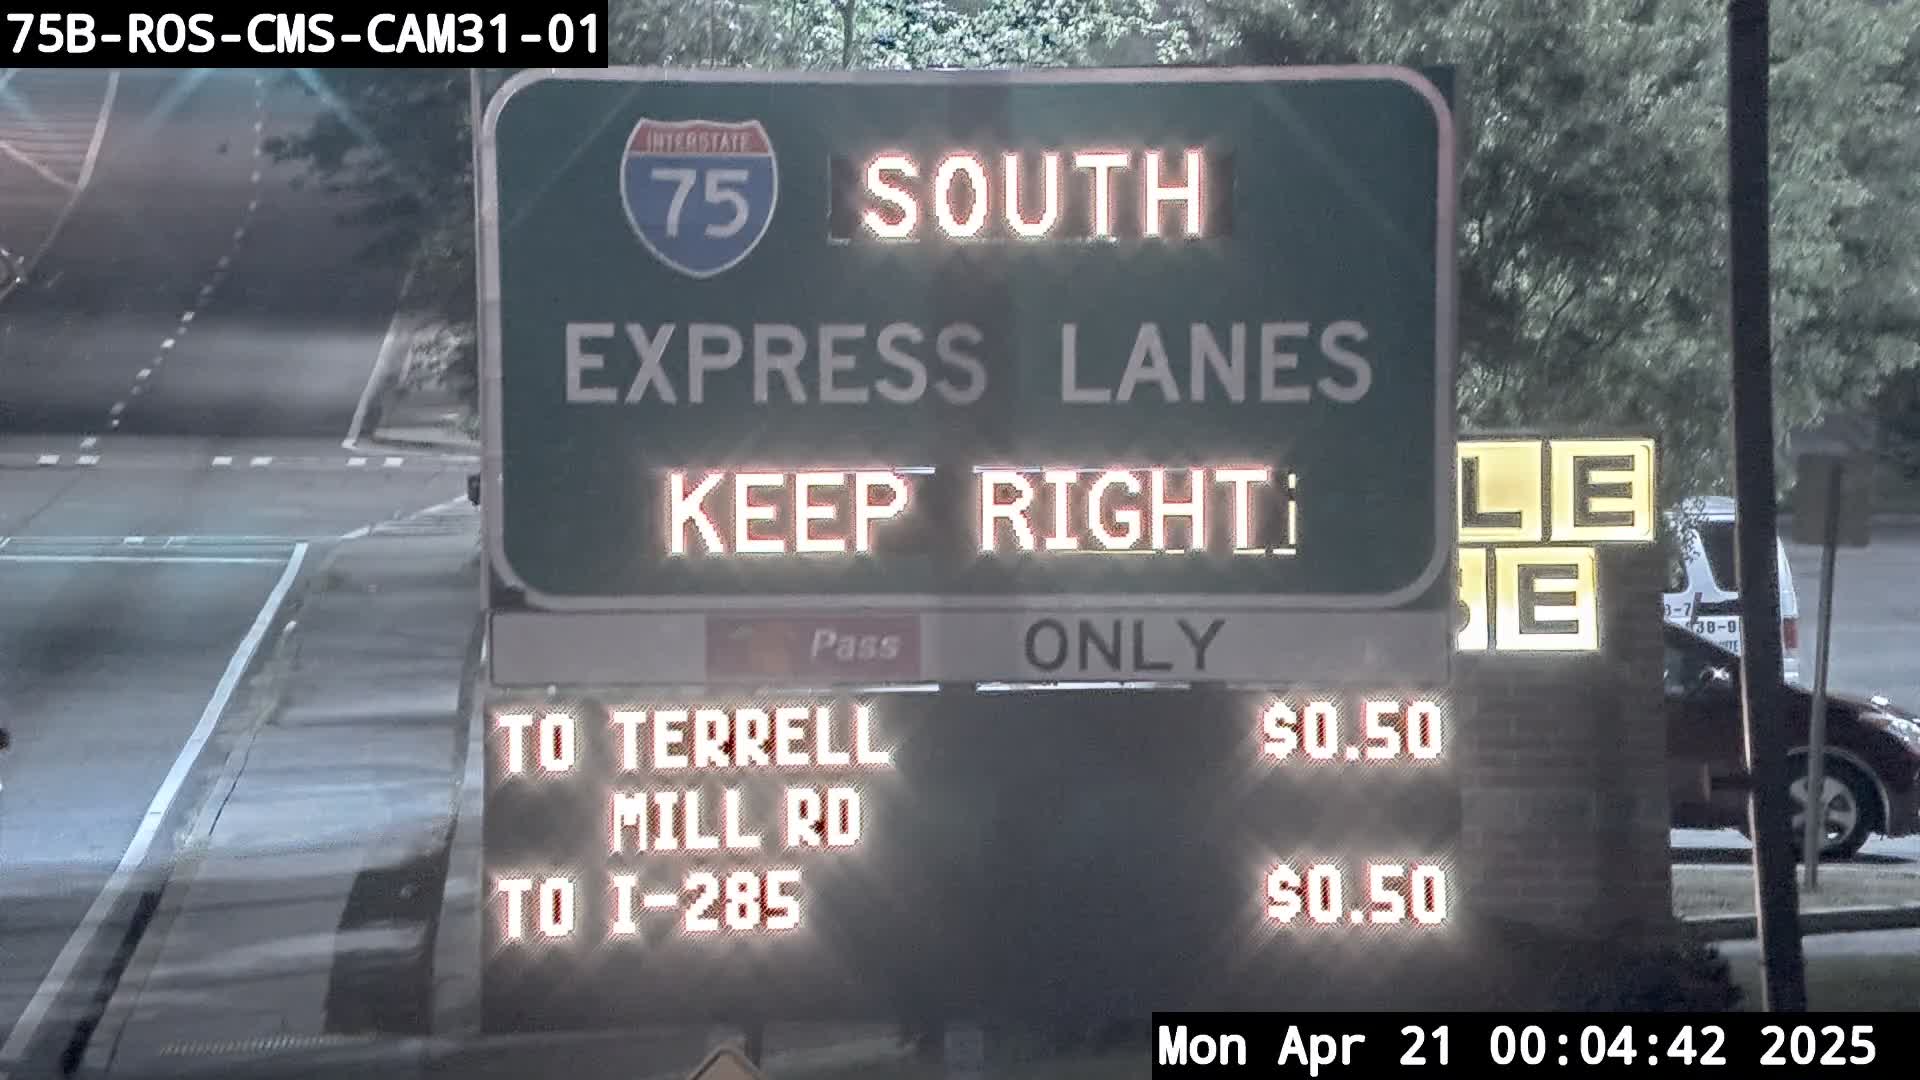 75B-ROS-CMS-CAM31-01
INTERSTATE
75
SOUTH
EXPRESS LANES
KEEP RIGHT
Pass ONLY
TO TERRELL $0.50
MILL RD
TO I-285 $0.50
LE
E
Mon Apr 21 00:04:42 2025